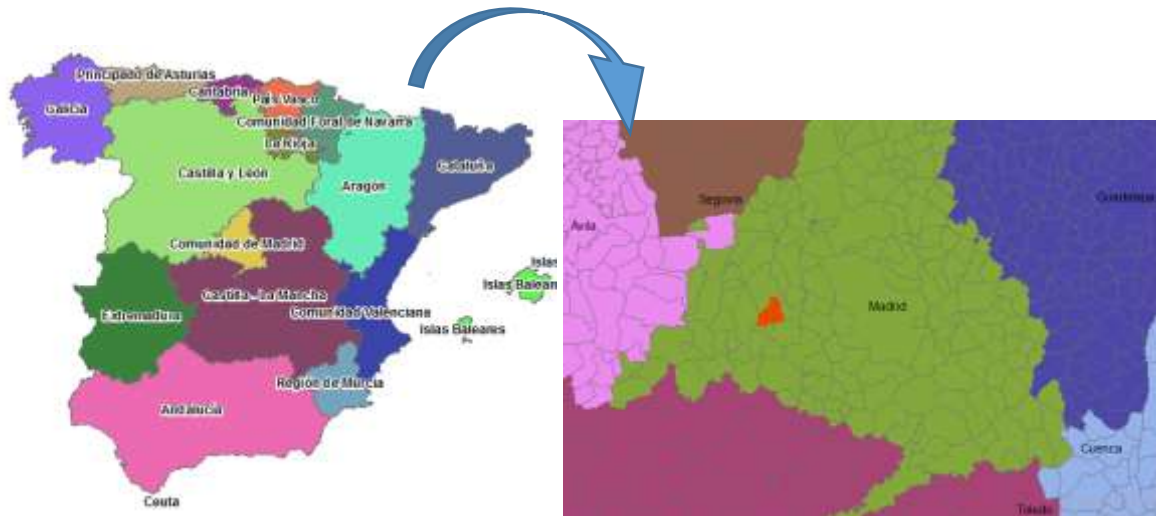 Principado de Asturias
Cantabria
País Vasco
Galicia
Comunidad Foral de Navarra
La Rioja
Cataluña
Castilla y León
Aragón
Comunidad de Madrid
Islas
Islas Balear
Castilla - La Mancha
Extremadura
Comunidad Valenciana
Islas Baleares
Región de Murcia
Andalucía
Ceuta
Segovia
Guadalajara
Ávila
Madrid
Cuenca
Toledo